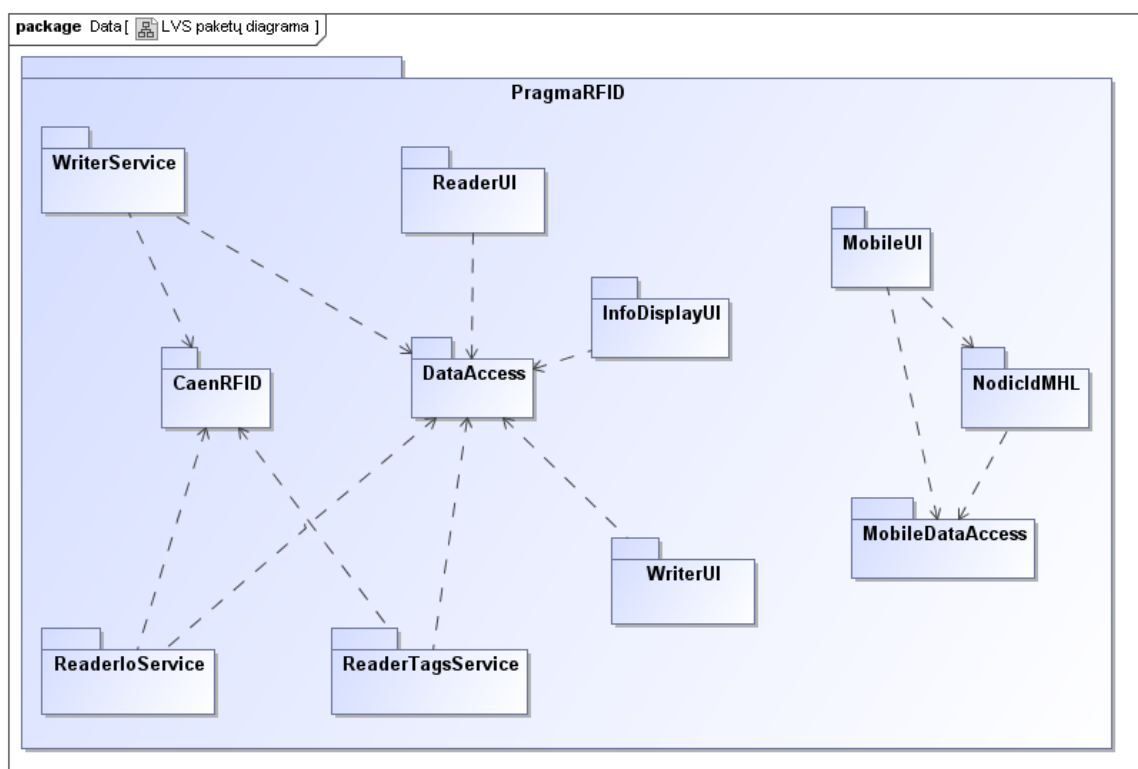 package Data [ LVS paketų diagrama ]
PragmaRFID
WriterService
ReaderUI
MobileUI
InfoDisplayUI
CaenRFID
DataAccess
NodicIdMHL
MobileDataAccess
WriterUI
ReaderIoService
ReaderTagsService